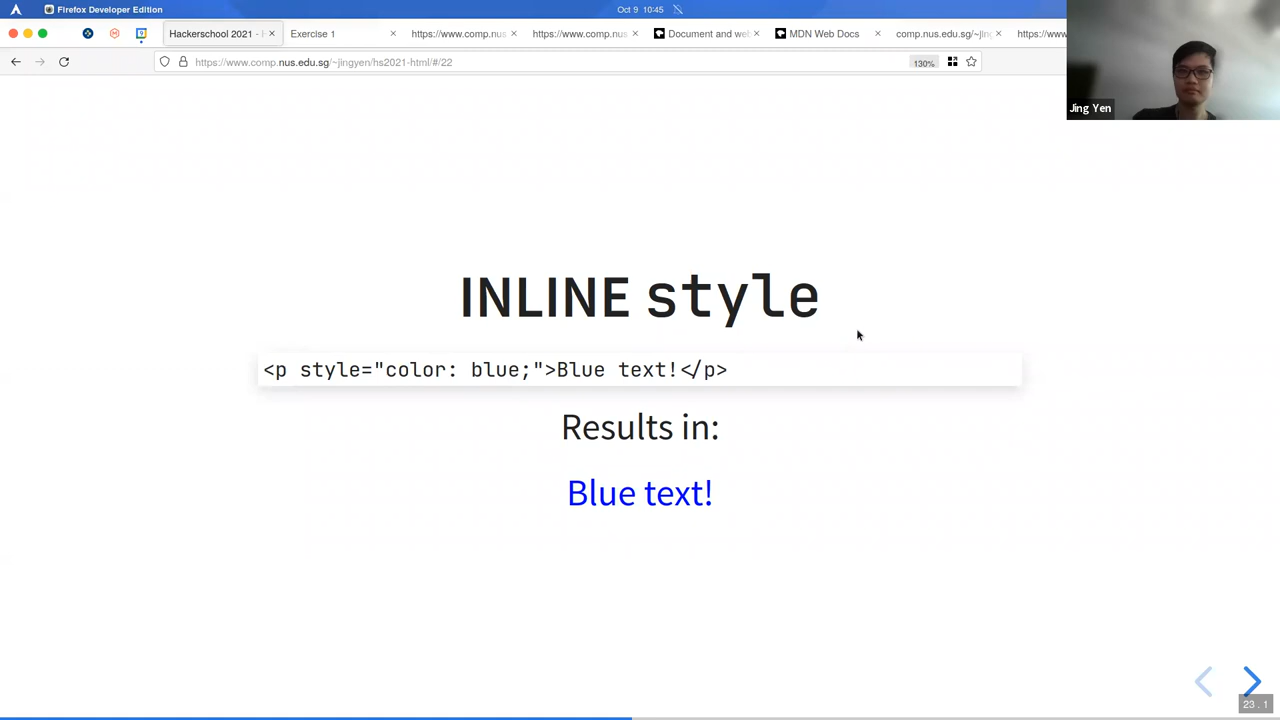 Firefox Developer Edition
Oct 9 10:45
Hackerschool 2021 - H
Exercise 1
https://www.comp.nus
https://www.comp.nus
Document and web
MDN Web Docs
comp.nus.edu.sg/~jing
https://www
https://www.comp.nus.edu.sg/~jingyen/hs2021-html/#/22
130%
Jing Yen
INLINE style
<p style="color: blue;">Blue text!</p>
Results in:
Blue text!
23.1